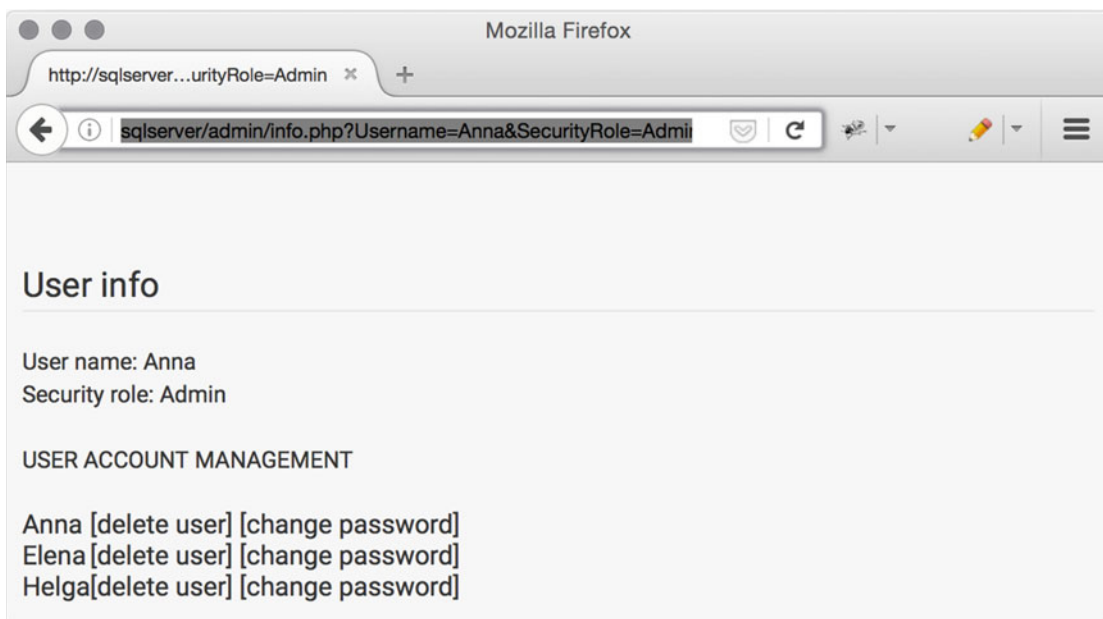 Mozilla Firefox
http://sqlserver...urityRole=Admin
sqlserver/admin/info.php?Username=Anna&SecurityRole=Admin
User info
User name: Anna
Security role: Admin
USER ACCOUNT MANAGEMENT
Anna [delete user] [change password]
Elena [delete user] [change password]
Helga[delete user] [change password]